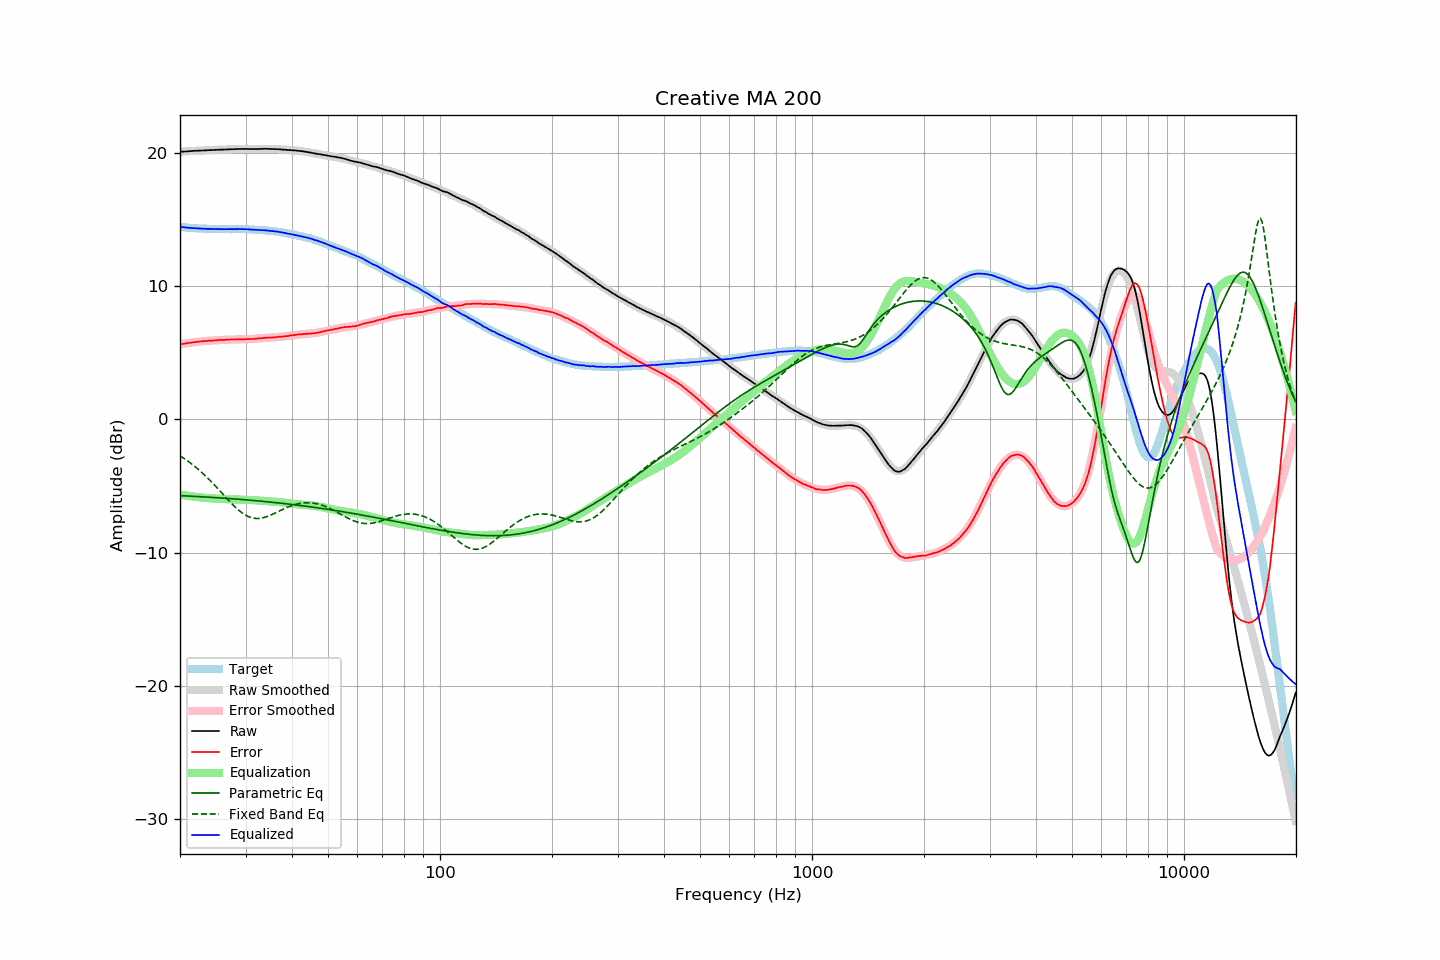 Creative MA 200
20
10
0
−10
−20
−30
Amplitude (dBr)
Target
Raw Smoothed
Error Smoothed
Raw
Error
Equalization
Parametric Eq
Fixed Band Eq
Equalized
100
1000
10000
Frequency (Hz)